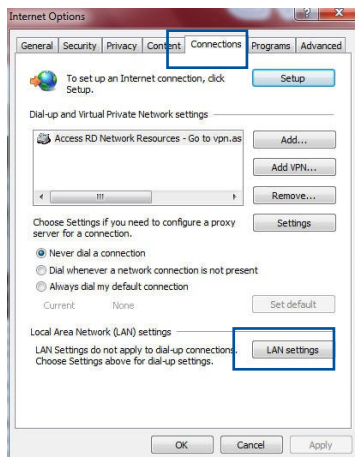 Internet Options
General Security Privacy Content Connections Programs Advanced
To set up an Internet connection, click
Setup.
Setup
Dial-up and Virtual Private Network settings
Access RD Network Resources - Go to vpn.as
Add...
Add VPN...
Remove...
Choose Settings if you need to configure a proxy
server for a connection.
Settings
Never dial a connection
Dial whenever a network connection is not present
Always dial my default connection
Current None
Set default
Local Area Network (LAN) settings
LAN Settings do not apply to dial-up connections.
Choose Settings above for dial-up settings.
LAN settings
OK Cancel Apply